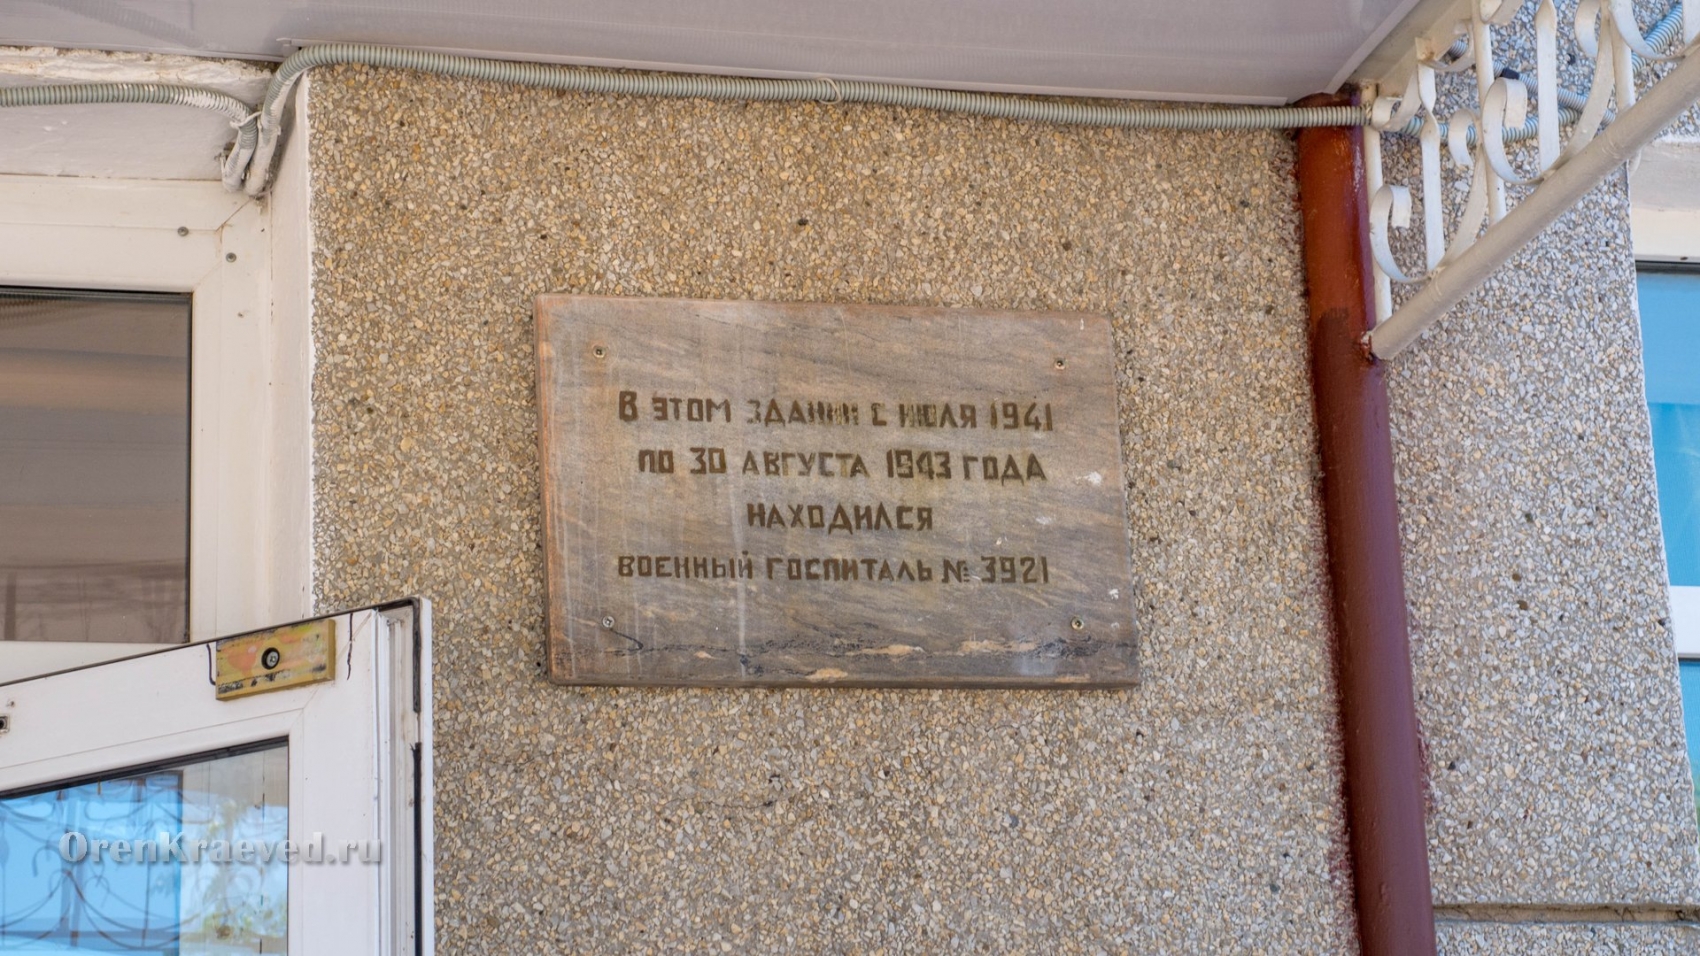 В ЭТОМ ЗДАНИИ С ИЮЛЯ 1941
ПО 30 АВГУСТА 1943 ГОДА
НАХОДИЛСЯ
ВОЕННЫЙ ГОСПИТАЛЬ № 3921
OrenKraeved.ru